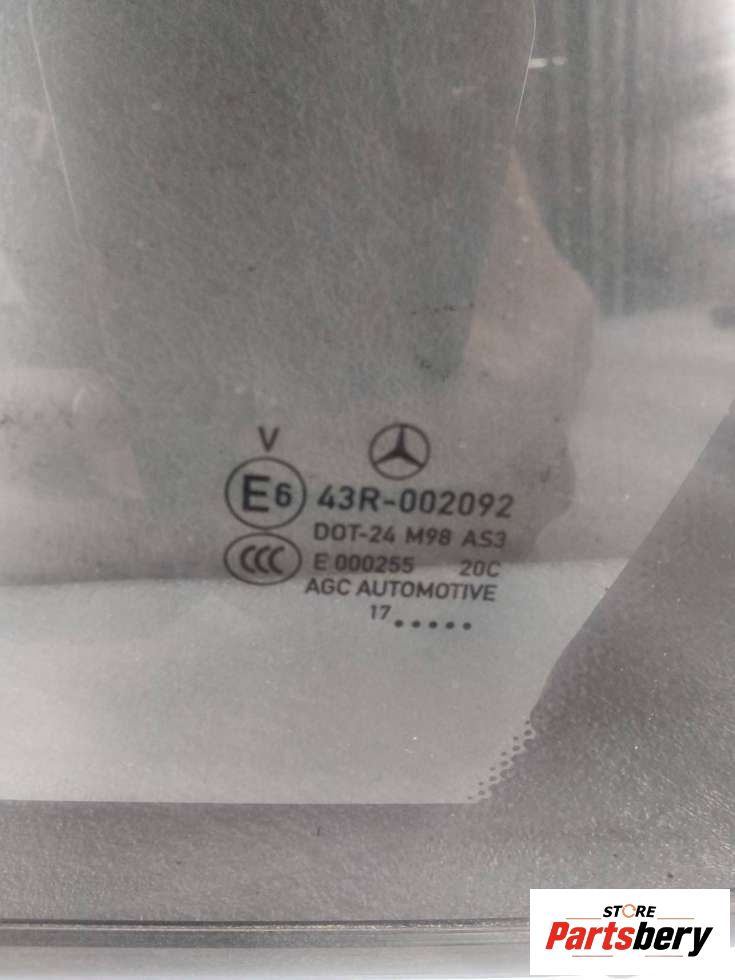 V
E6 43R-002092
DOT-24 M98 AS3
CCC E 000255 20C
AGC AUTOMOTIVE
17 .....
STORE
Partsbery